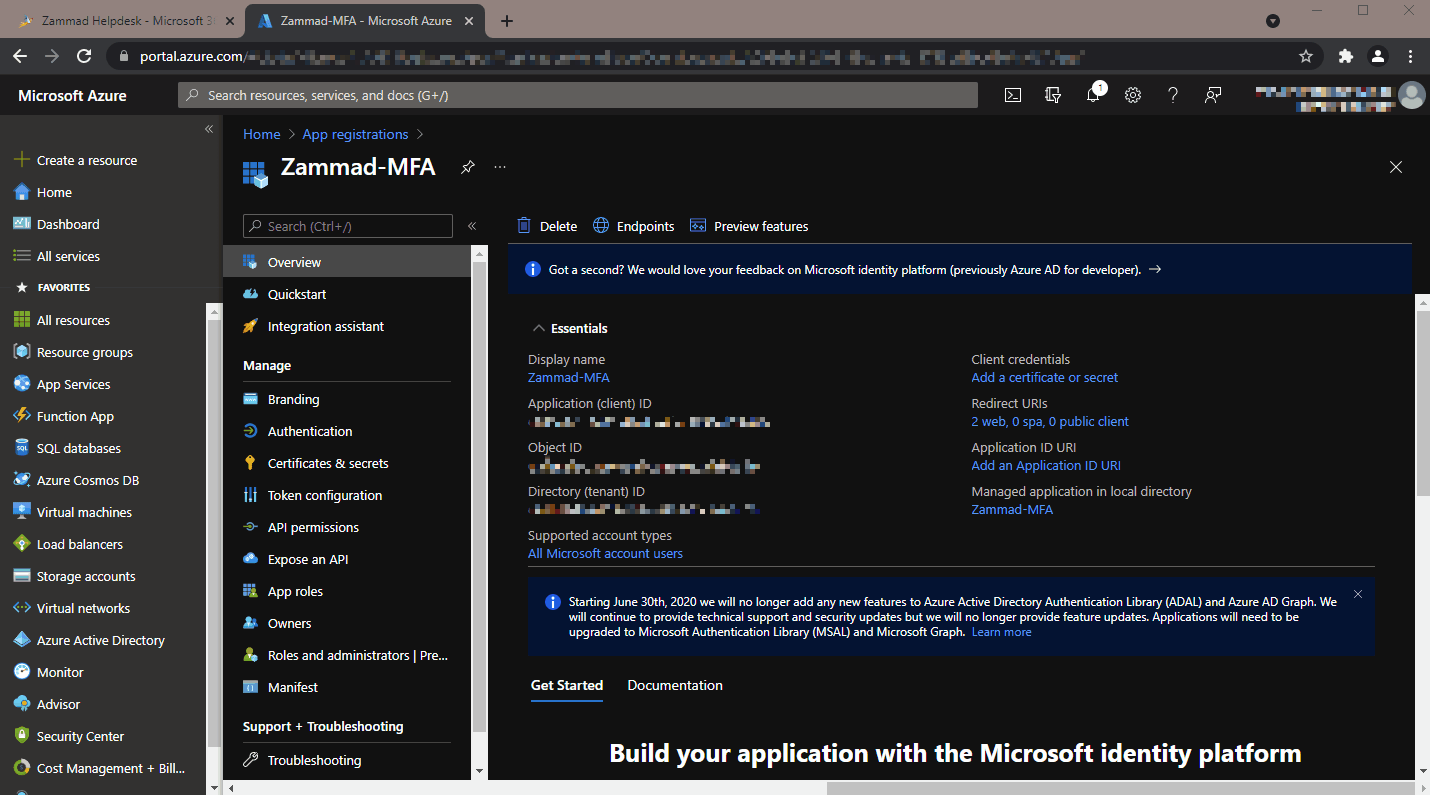 Zammad Helpdesk - Microsoft 3
Zammad-MFA - Microsoft Azure
portal.azure.com/
Microsoft Azure
Search resources, services, and docs (G+/)
1
Home > App registrations >
Zammad-MFA
Create a resource
Home
Dashboard
All services
FAVORITES
All resources
Resource groups
App Services
Function App
SQL databases
Azure Cosmos DB
Virtual machines
Load balancers
Storage accounts
Virtual networks
Azure Active Directory
Monitor
Advisor
Security Center
Cost Management + Bill...
Search (Ctrl+/)
Overview
Quickstart
Integration assistant
Manage
Branding
Authentication
Certificates & secrets
Token configuration
API permissions
Expose an API
App roles
Owners
Roles and administrators | Pre...
Manifest
Support + Troubleshooting
Troubleshooting
Delete Endpoints Preview features
Got a second? We would love your feedback on Microsoft identity platform (previously Azure AD for developer).
Essentials
Display name
Zammad-MFA
Application (client) ID
Object ID
Directory (tenant) ID
Supported account types
All Microsoft account users
Client credentials
Add a certificate or secret
Redirect URIs
2 web, 0 spa, 0 public client
Application ID URI
Add an Application ID URI
Managed application in local directory
Zammad-MFA
Starting June 30th, 2020 we will no longer add any new features to Azure Active Directory Authentication Library (ADAL) and Azure AD Graph. We
will continue to provide technical support and security updates but we will no longer provide feature updates. Applications will need to be
upgraded to Microsoft Authentication Library (MSAL) and Microsoft Graph. Learn more
Get Started Documentation
Build your application with the Microsoft identity platform